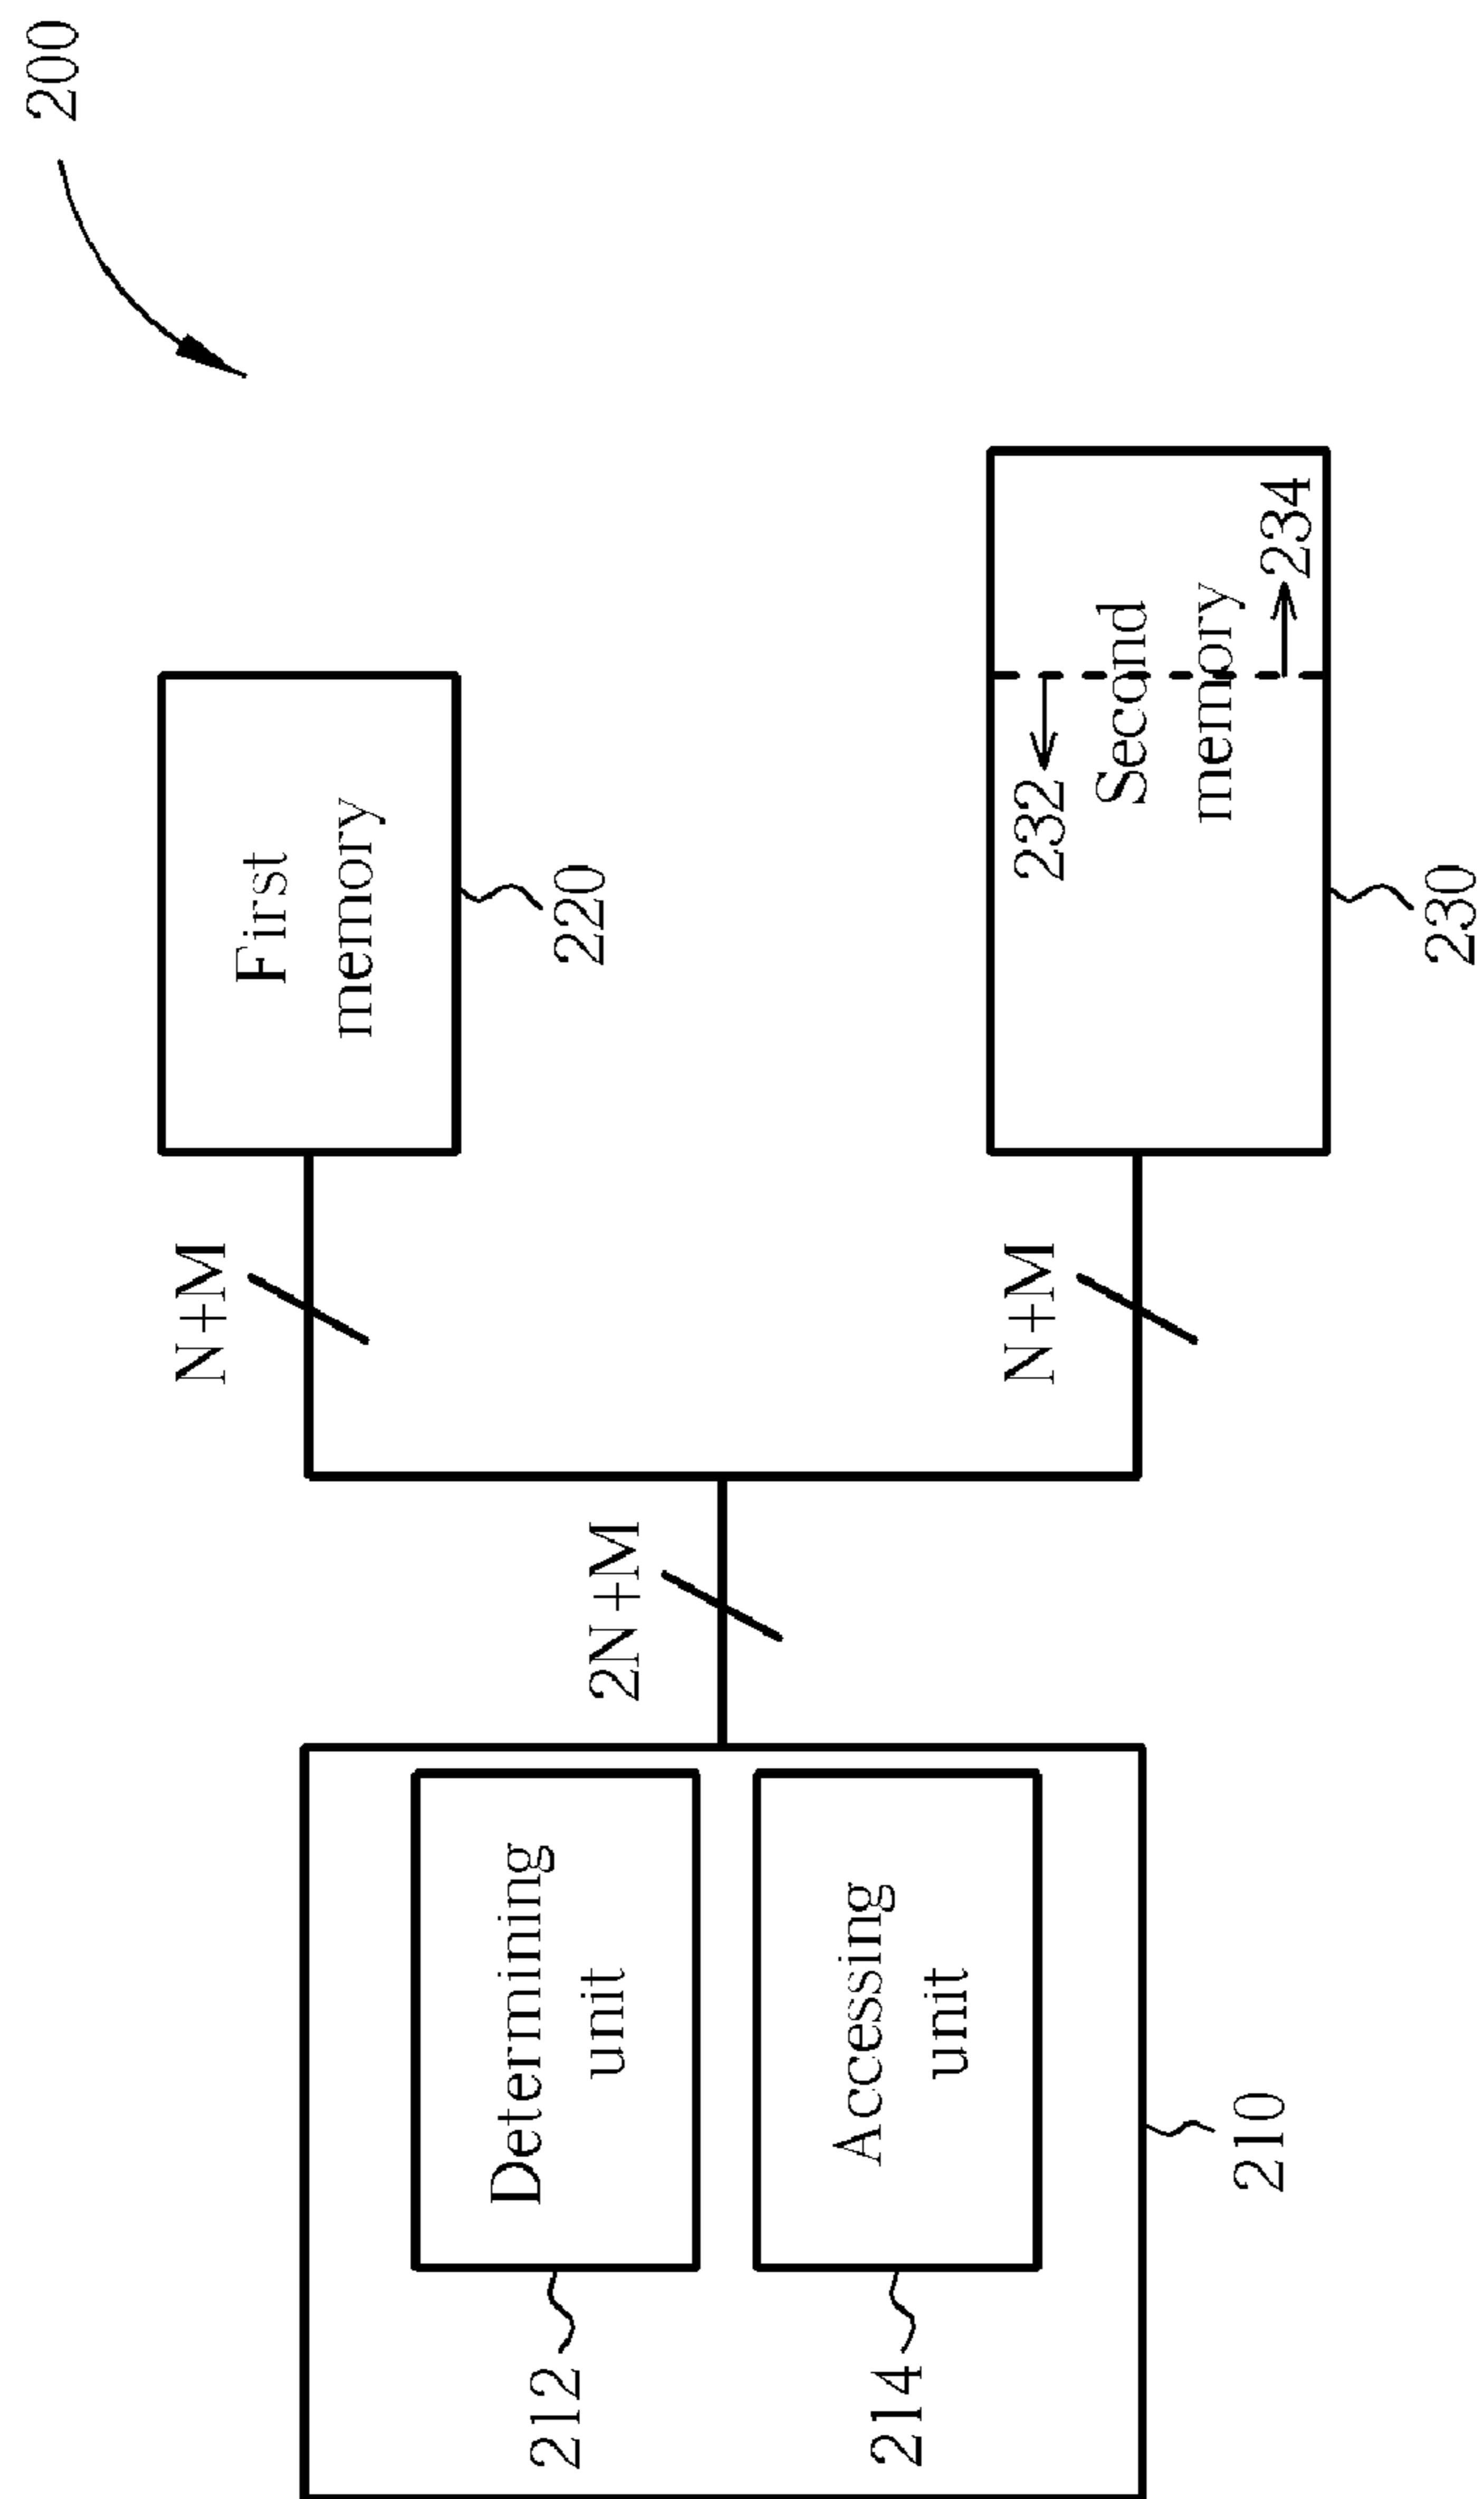 200
First
memory
220
N+M
Second
memory
232
234
230
N+M
2N+M
Determining
unit
212
Accessing
unit
214
210